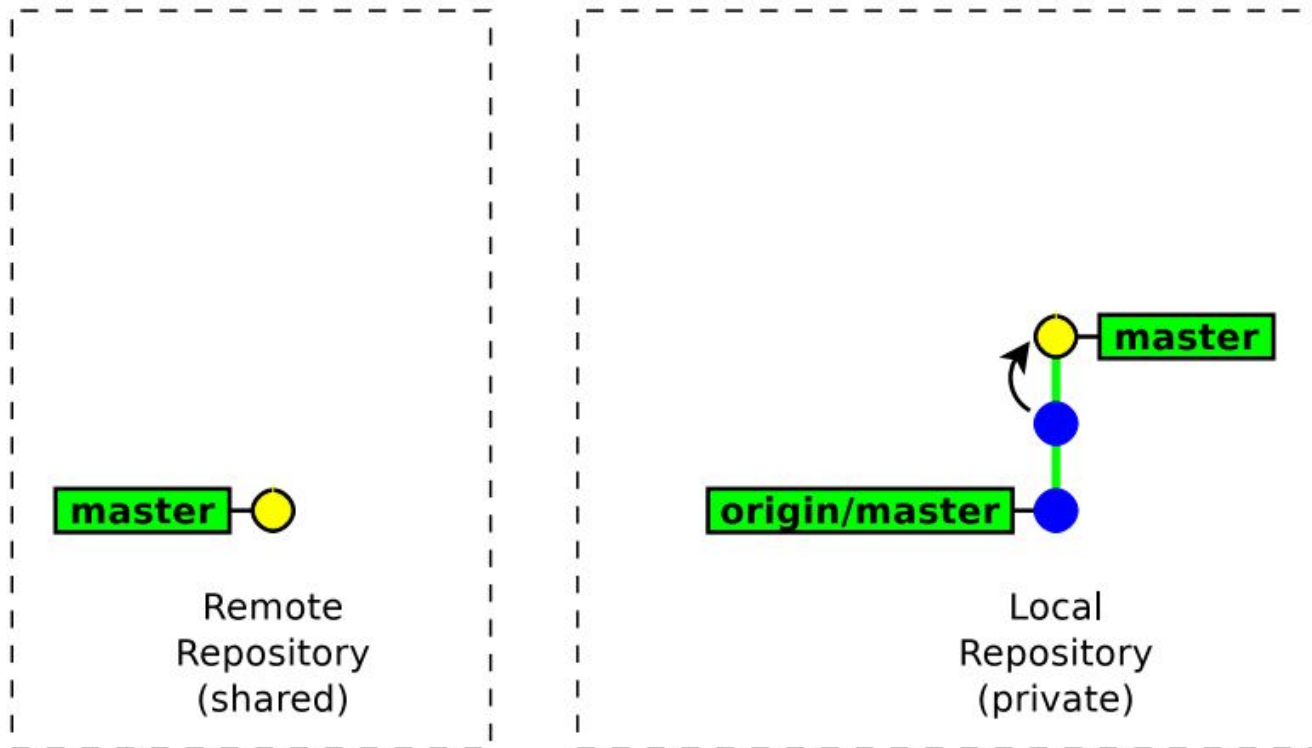 master
master
origin/master
Remote
Repository
(shared)
Local
Repository
(private)